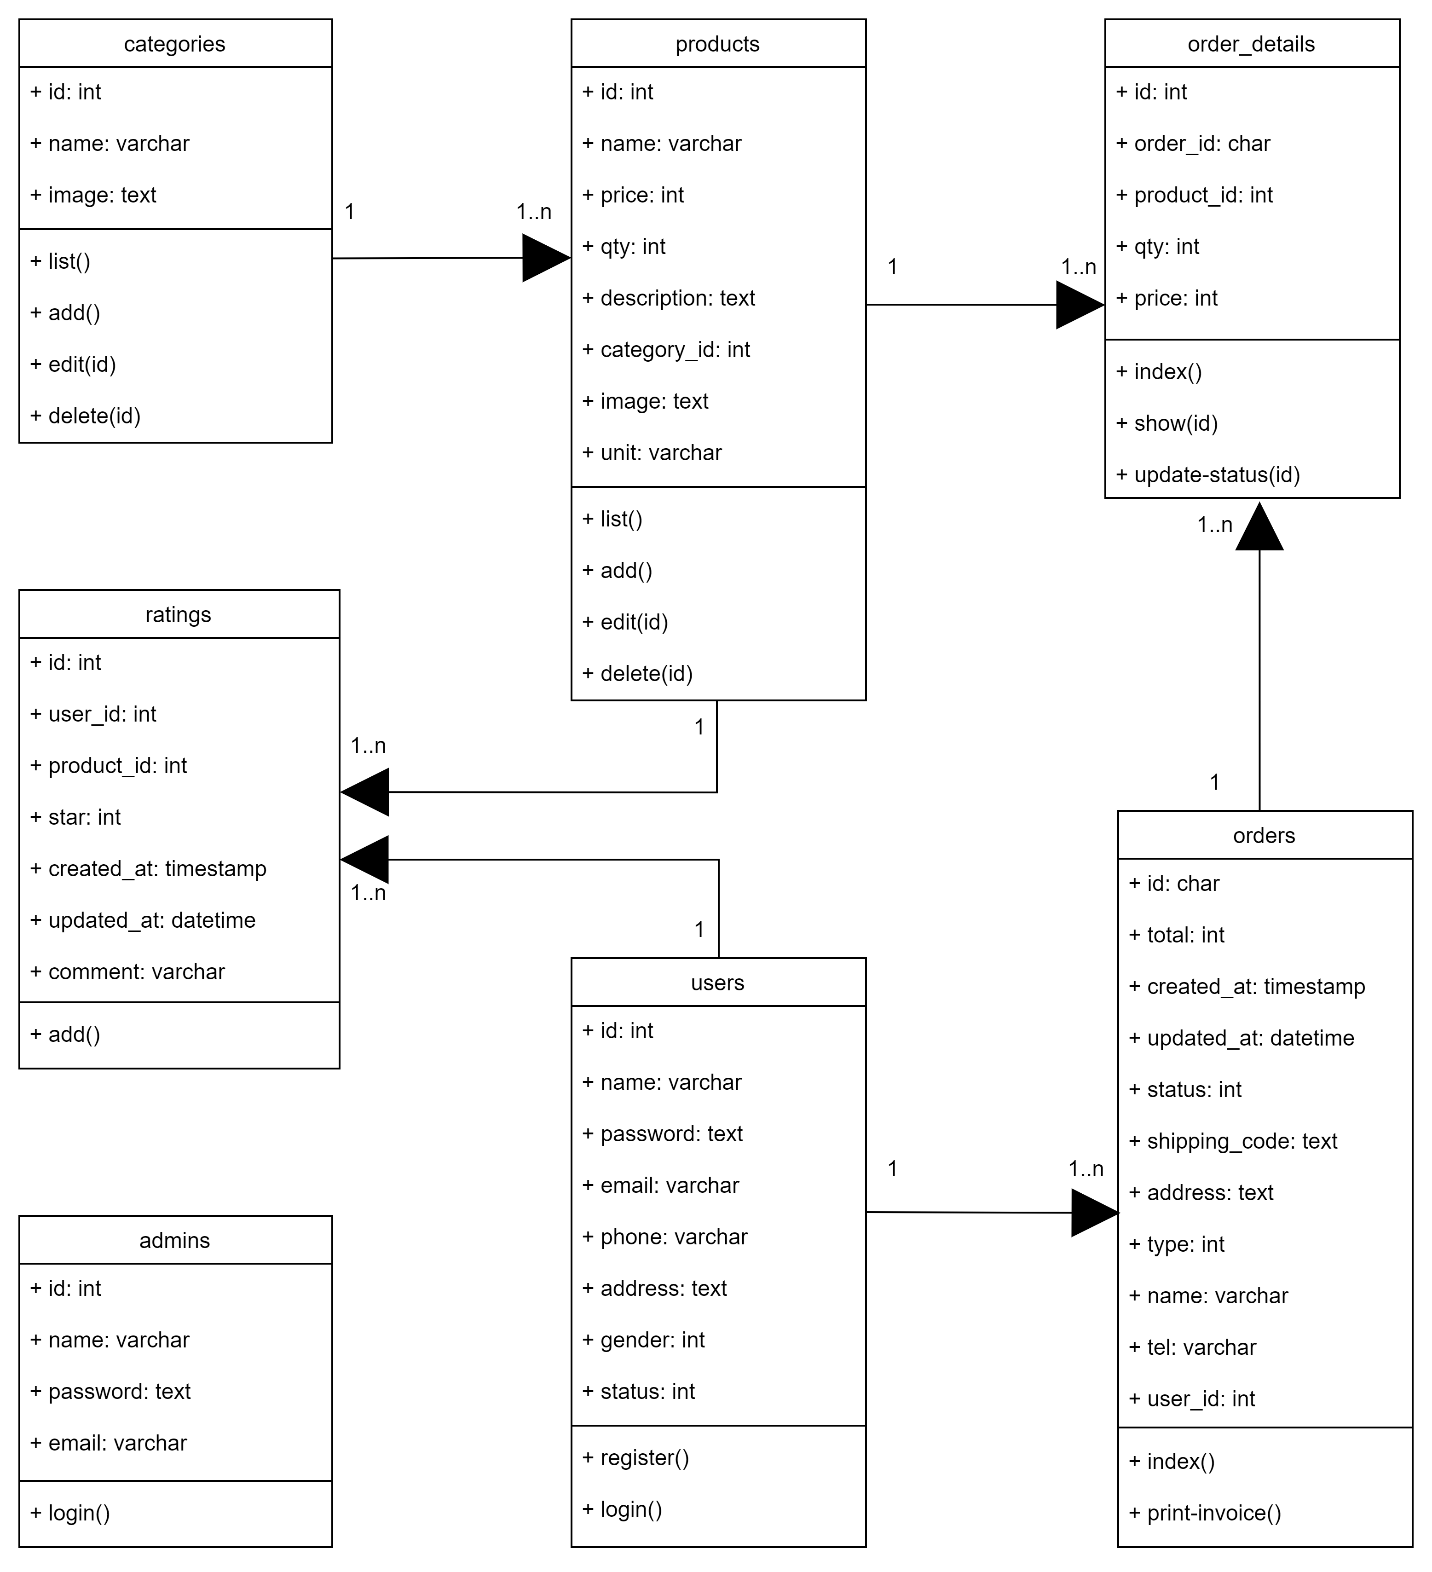 categories
+ id: int
+ name: varchar
+ image: text
+ list()
+ add()
+ edit(id)
+ delete(id)
1
1..n
products
+ id: int
+ name: varchar
+ price: int
+ qty: int
+ description: text
+ category_id: int
+ image: text
+ unit: varchar
+ list()
+ add()
+ edit(id)
+ delete(id)
1
1..n
order_details
+ id: int
+ order_id: char
+ product_id: int
+ qty: int
+ price: int
+ index()
+ show(id)
+ update-status(id)
1..n
1
ratings
+ id: int
+ user_id: int
+ product_id: int
+ star: int
+ created_at: timestamp
+ updated_at: datetime
+ comment: varchar
+ add()
1
1..n
1..n
1
users
+ id: int
+ name: varchar
+ password: text
+ email: varchar
+ phone: varchar
+ address: text
+ gender: int
+ status: int
+ register()
+ login()
1
1..n
orders
+ id: char
+ total: int
+ created_at: timestamp
+ updated_at: datetime
+ status: int
+ shipping_code: text
+ address: text
+ type: int
+ name: varchar
+ tel: varchar
+ user_id: int
+ index()
+ print-invoice()
admins
+ id: int
+ name: varchar
+ password: text
+ email: varchar
+ login()